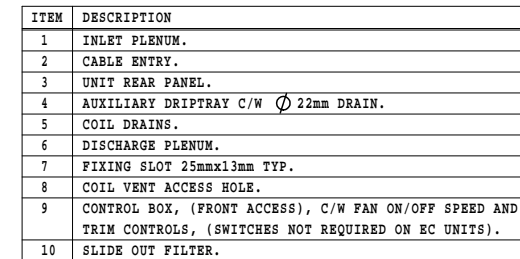 ITEM DESCRIPTION
1 INLET PLENUM.
2 CABLE ENTRY.
3 UNIT REAR PANEL.
4 AUXILIARY DRIPTRAY C/W Ø 22mm DRAIN.
5 COIL DRAINS.
6 DISCHARGE PLENUM.
7 FIXING SLOT 25mmx13mm TYP.
8 COIL VENT ACCESS HOLE.
9 CONTROL BOX, (FRONT ACCESS), C/W FAN ON/OFF SPEED AND
TRIM CONTROLS, (SWITCHES NOT REQUIRED ON EC UNITS).
10 SLIDE OUT FILTER.